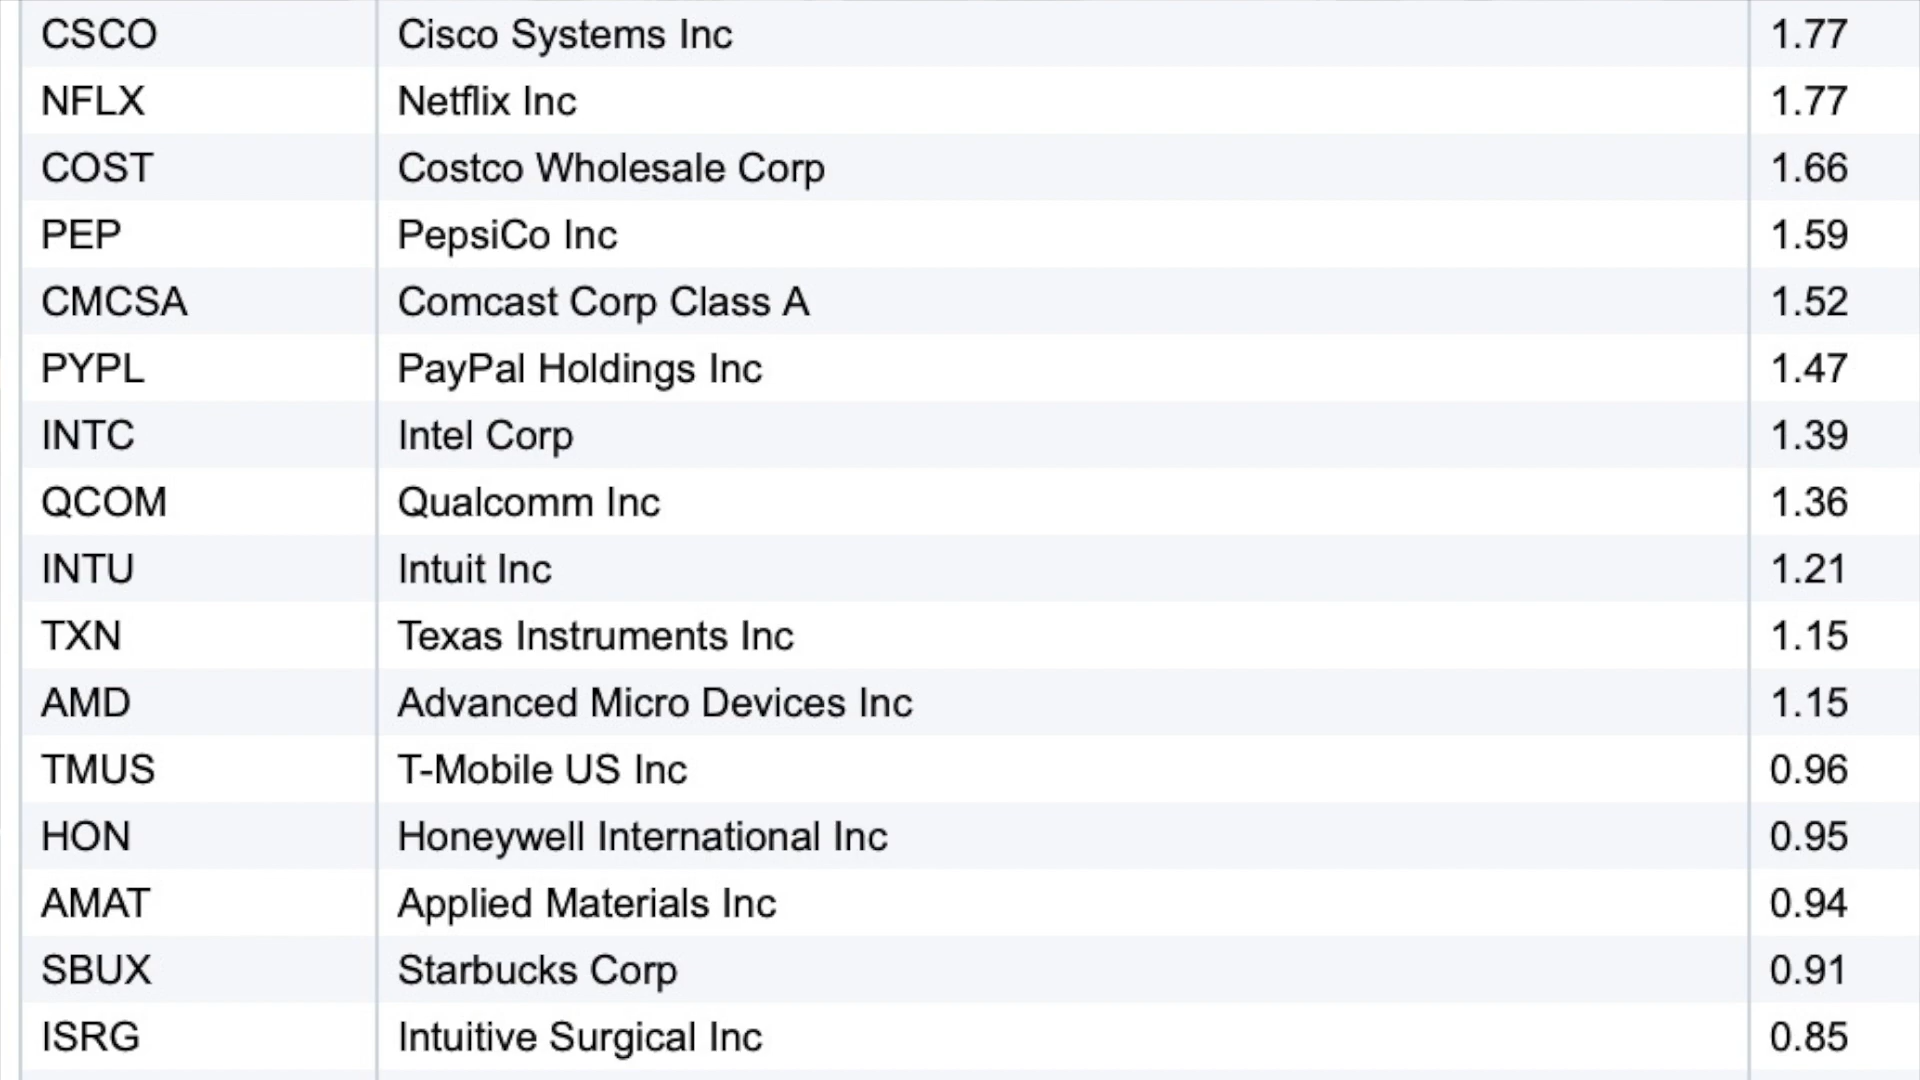 CSCO Cisco Systems Inc 1.77
NFLX Netflix Inc 1.77
COST Costco Wholesale Corp 1.66
PEP PepsiCo Inc 1.59
CMCSA Comcast Corp Class A 1.52
PYPL PayPal Holdings Inc 1.47
INTC Intel Corp 1.39
QCOM Qualcomm Inc 1.36
INTU Intuit Inc 1.21
TXN Texas Instruments Inc 1.15
AMD Advanced Micro Devices Inc 1.15
TMUS T-Mobile US Inc 0.96
HON Honeywell International Inc 0.95
AMAT Applied Materials Inc 0.94
SBUX Starbucks Corp 0.91
ISRG Intuitive Surgical Inc 0.85